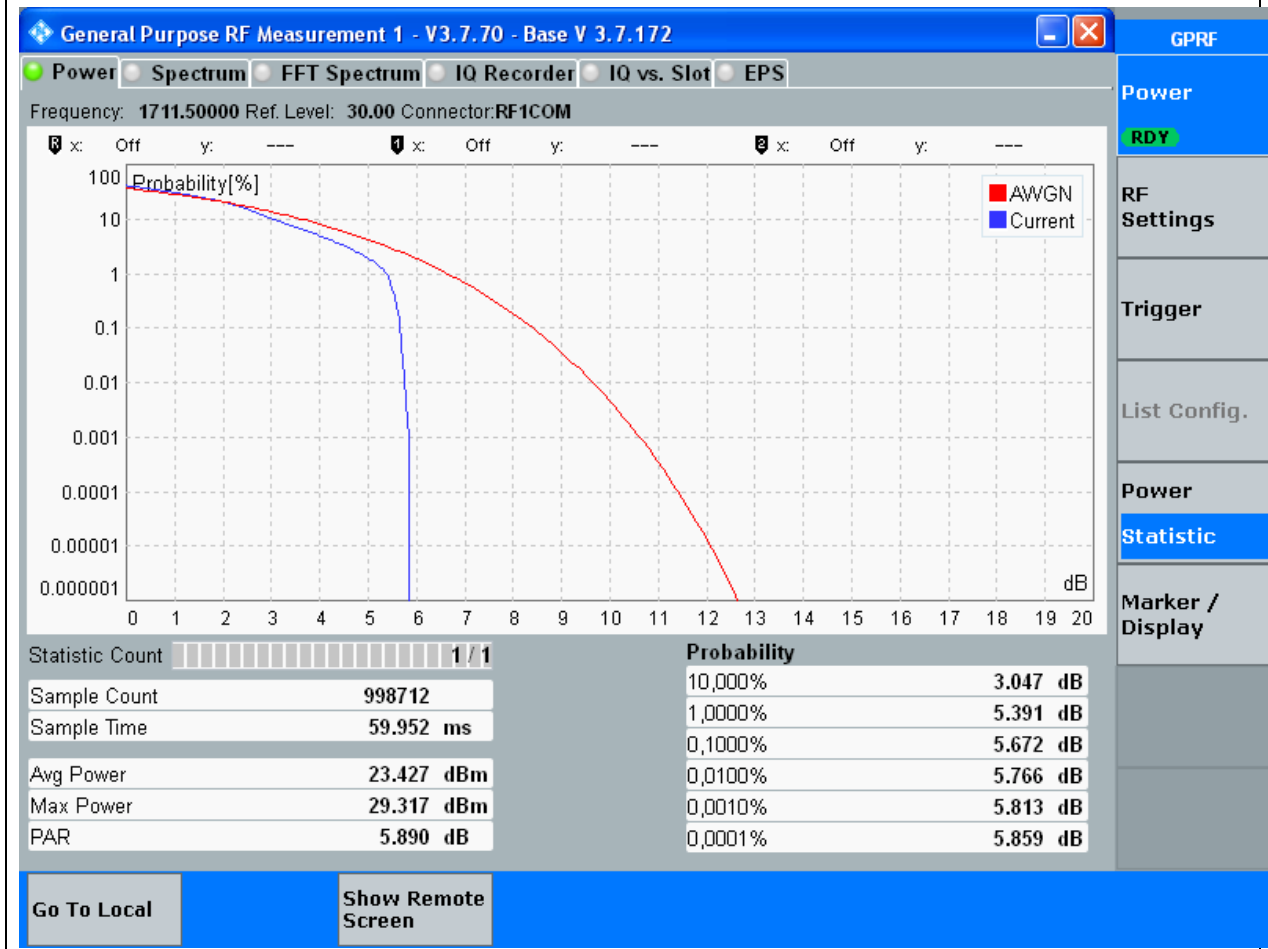 General Purpose RF Measurement 1 - V3.7.70 - Base V 3.7.172
GPRF
Power Spectrum FFT Spectrum IQ Recorder IQ vs. Slot EPS
Frequency: 1711.50000 Ref. Level: 30.00 Connector:RF1COM
R x: Off y: --- 1 x: Off y: --- 2 x: Off y: ---
Probability[%]
AWGN
Current
100
10
1
0.1
0.01
0.001
0.0001
0.00001
0.000001
dB
0 1 2 3 4 5 6 7 8 9 10 11 12 13 14 15 16 17 18 19 20
Statistic Count 1 / 1
Sample Count 998712
Sample Time 59.952 ms
Avg Power 23.427 dBm
Max Power 29.317 dBm
PAR 5.890 dB
Probability
10,000% 3.047 dB
1,0000% 5.391 dB
0,1000% 5.672 dB
0,0100% 5.766 dB
0,0010% 5.813 dB
0,0001% 5.859 dB
Power
RDY
RF
Settings
Trigger
List Config.
Power
Statistic
Marker /
Display
Go To Local
Show Remote
Screen